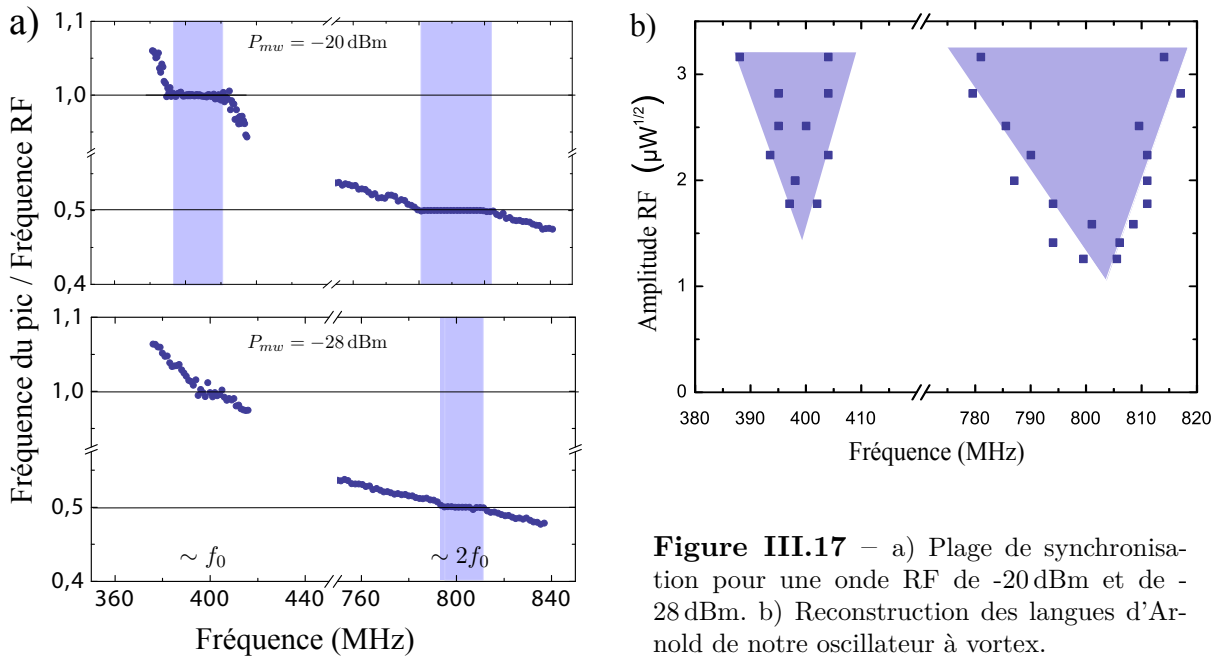 a)
Fréquence du pic / Fréquence RF
1,1
P_{mw} = −20 dBm
1,0
0,5
0,4
1,1
P_{mw} = −28 dBm
1,0
0,5
0,4
∼ f_0
∼ 2f_0
360 400 440 760 800 840
Fréquence (MHz)
b)
Amplitude RF (µW^{1/2})
3
2
1
0
380 390 400 410 780 790 800 810 820
Fréquence (MHz)
Figure III.17 – a) Plage de synchronisa-
tion pour une onde RF de -20 dBm et de -
28 dBm. b) Reconstruction des langues d'Ar-
nold de notre oscillateur à vortex.